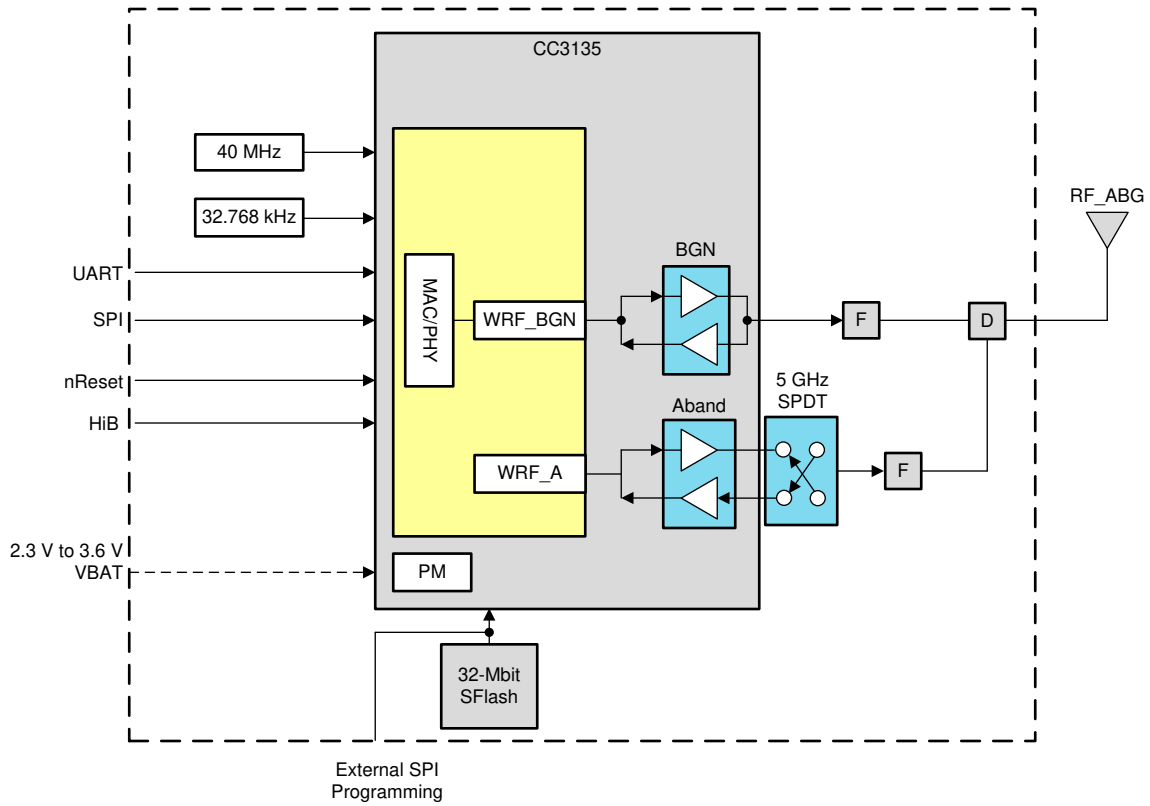 CC3135
40 MHz
32.768 kHz
UART
SPI
nReset
HiB
2.3 V to 3.6 V
VBAT
MAC/PHY
WRF_BGN
WRF_A
PM
BGN
Aband
5 GHz
SPDT
F
F
D
RF_ABG
32-Mbit
SFlash
External SPI
Programming